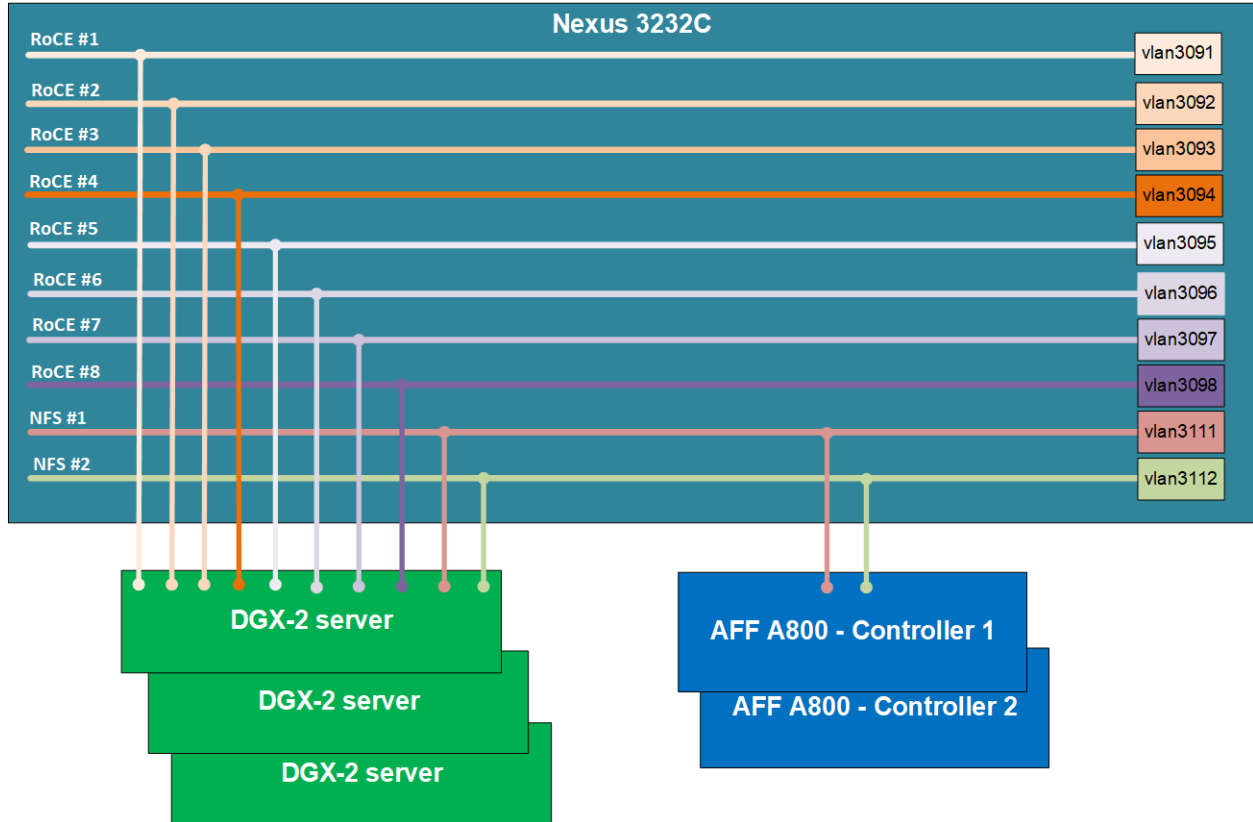 Nexus 3232C
RoCE #1
vlan3091
RoCE #2
vlan3092
RoCE #3
vlan3093
RoCE #4
vlan3094
RoCE #5
vlan3095
RoCE #6
vlan3096
RoCE #7
vlan3097
RoCE #8
vlan3098
NFS #1
vlan3111
NFS #2
vlan3112
DGX-2 server
DGX-2 server
DGX-2 server
AFF A800 - Controller 1
AFF A800 - Controller 2